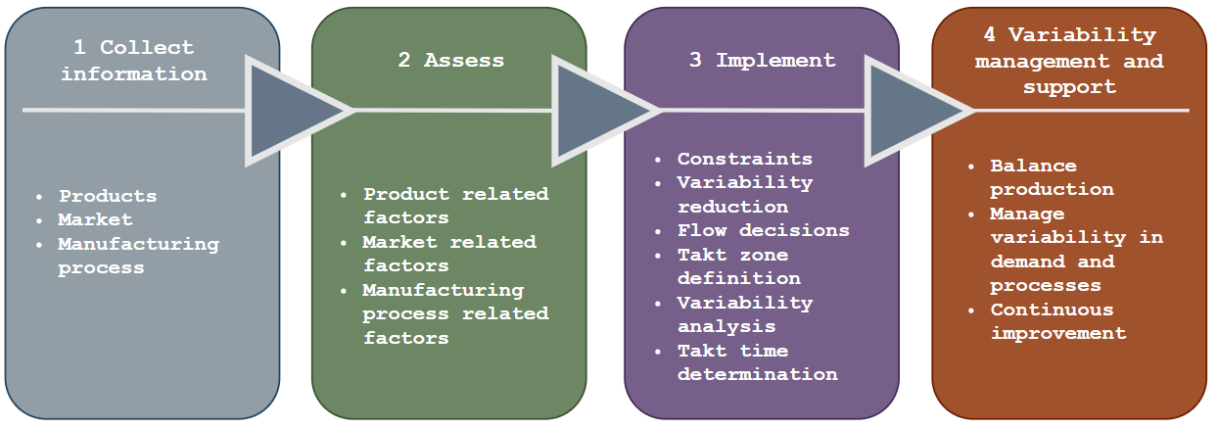 1 Collect
information
• Products
• Market
• Manufacturing
process
2 Assess
• Product related
factors
• Market related
factors
• Manufacturing
process related
factors
3 Implement
• Constraints
• Variability
reduction
• Flow decisions
• Takt zone
definition
• Variability
analysis
• Takt time
determination
4 Variability
management and
support
• Balance
production
• Manage
variability in
demand and
processes
• Continuous
improvement